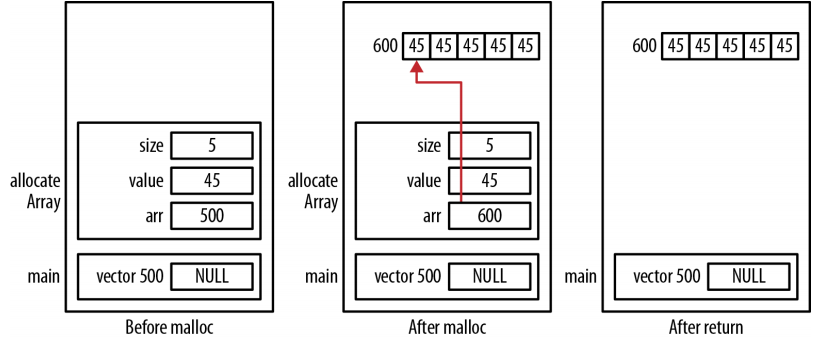 600 45 45 45 45 45
600 45 45 45 45 45
size 5
size 5
allocate
Array
value 45
allocate
Array
value 45
arr 500
arr 600
main vector 500 NULL
main vector 500 NULL
main vector 500 NULL
Before malloc
After malloc
After return